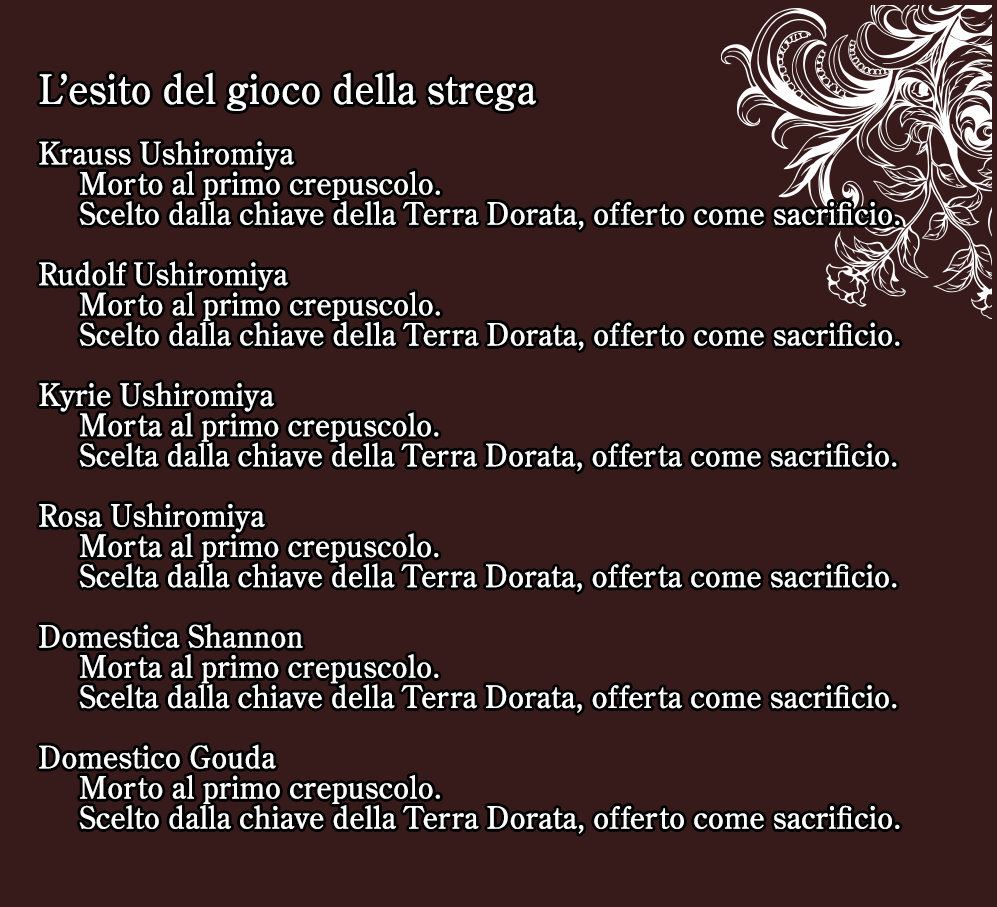 L’esito del gioco della strega
Krauss Ushiromiya
Morto al primo crepuscolo.
Scelto dalla chiave della Terra Dorata, offerto come sacrificio.
Rudolf Ushiromiya
Morto al primo crepuscolo.
Scelto dalla chiave della Terra Dorata, offerto come sacrificio.
Kyrie Ushiromiya
Morta al primo crepuscolo.
Scelta dalla chiave della Terra Dorata, offerta come sacrificio.
Rosa Ushiromiya
Morta al primo crepuscolo.
Scelta dalla chiave della Terra Dorata, offerta come sacrificio.
Domestica Shannon
Morta al primo crepuscolo.
Scelta dalla chiave della Terra Dorata, offerta come sacrificio.
Domestico Gouda
Morto al primo crepuscolo.
Scelto dalla chiave della Terra Dorata, offerto come sacrificio.